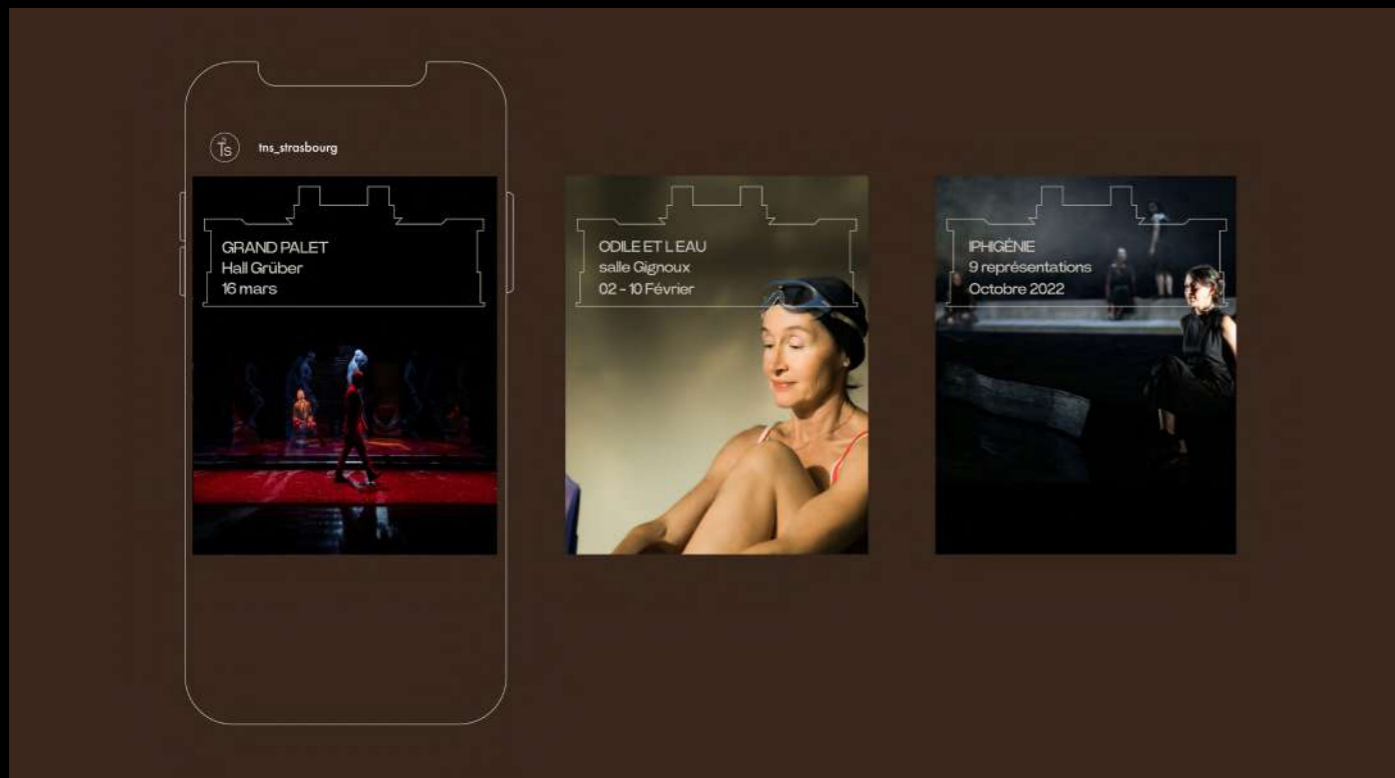 Ts
tns_strasbourg
GRAND PALET
Hall Grüber
16 mars
ODILE ET L EAU
salle Gignoux
02 - 10 Février
IPHIGÈNIE
9 représentations
Octobre 2022